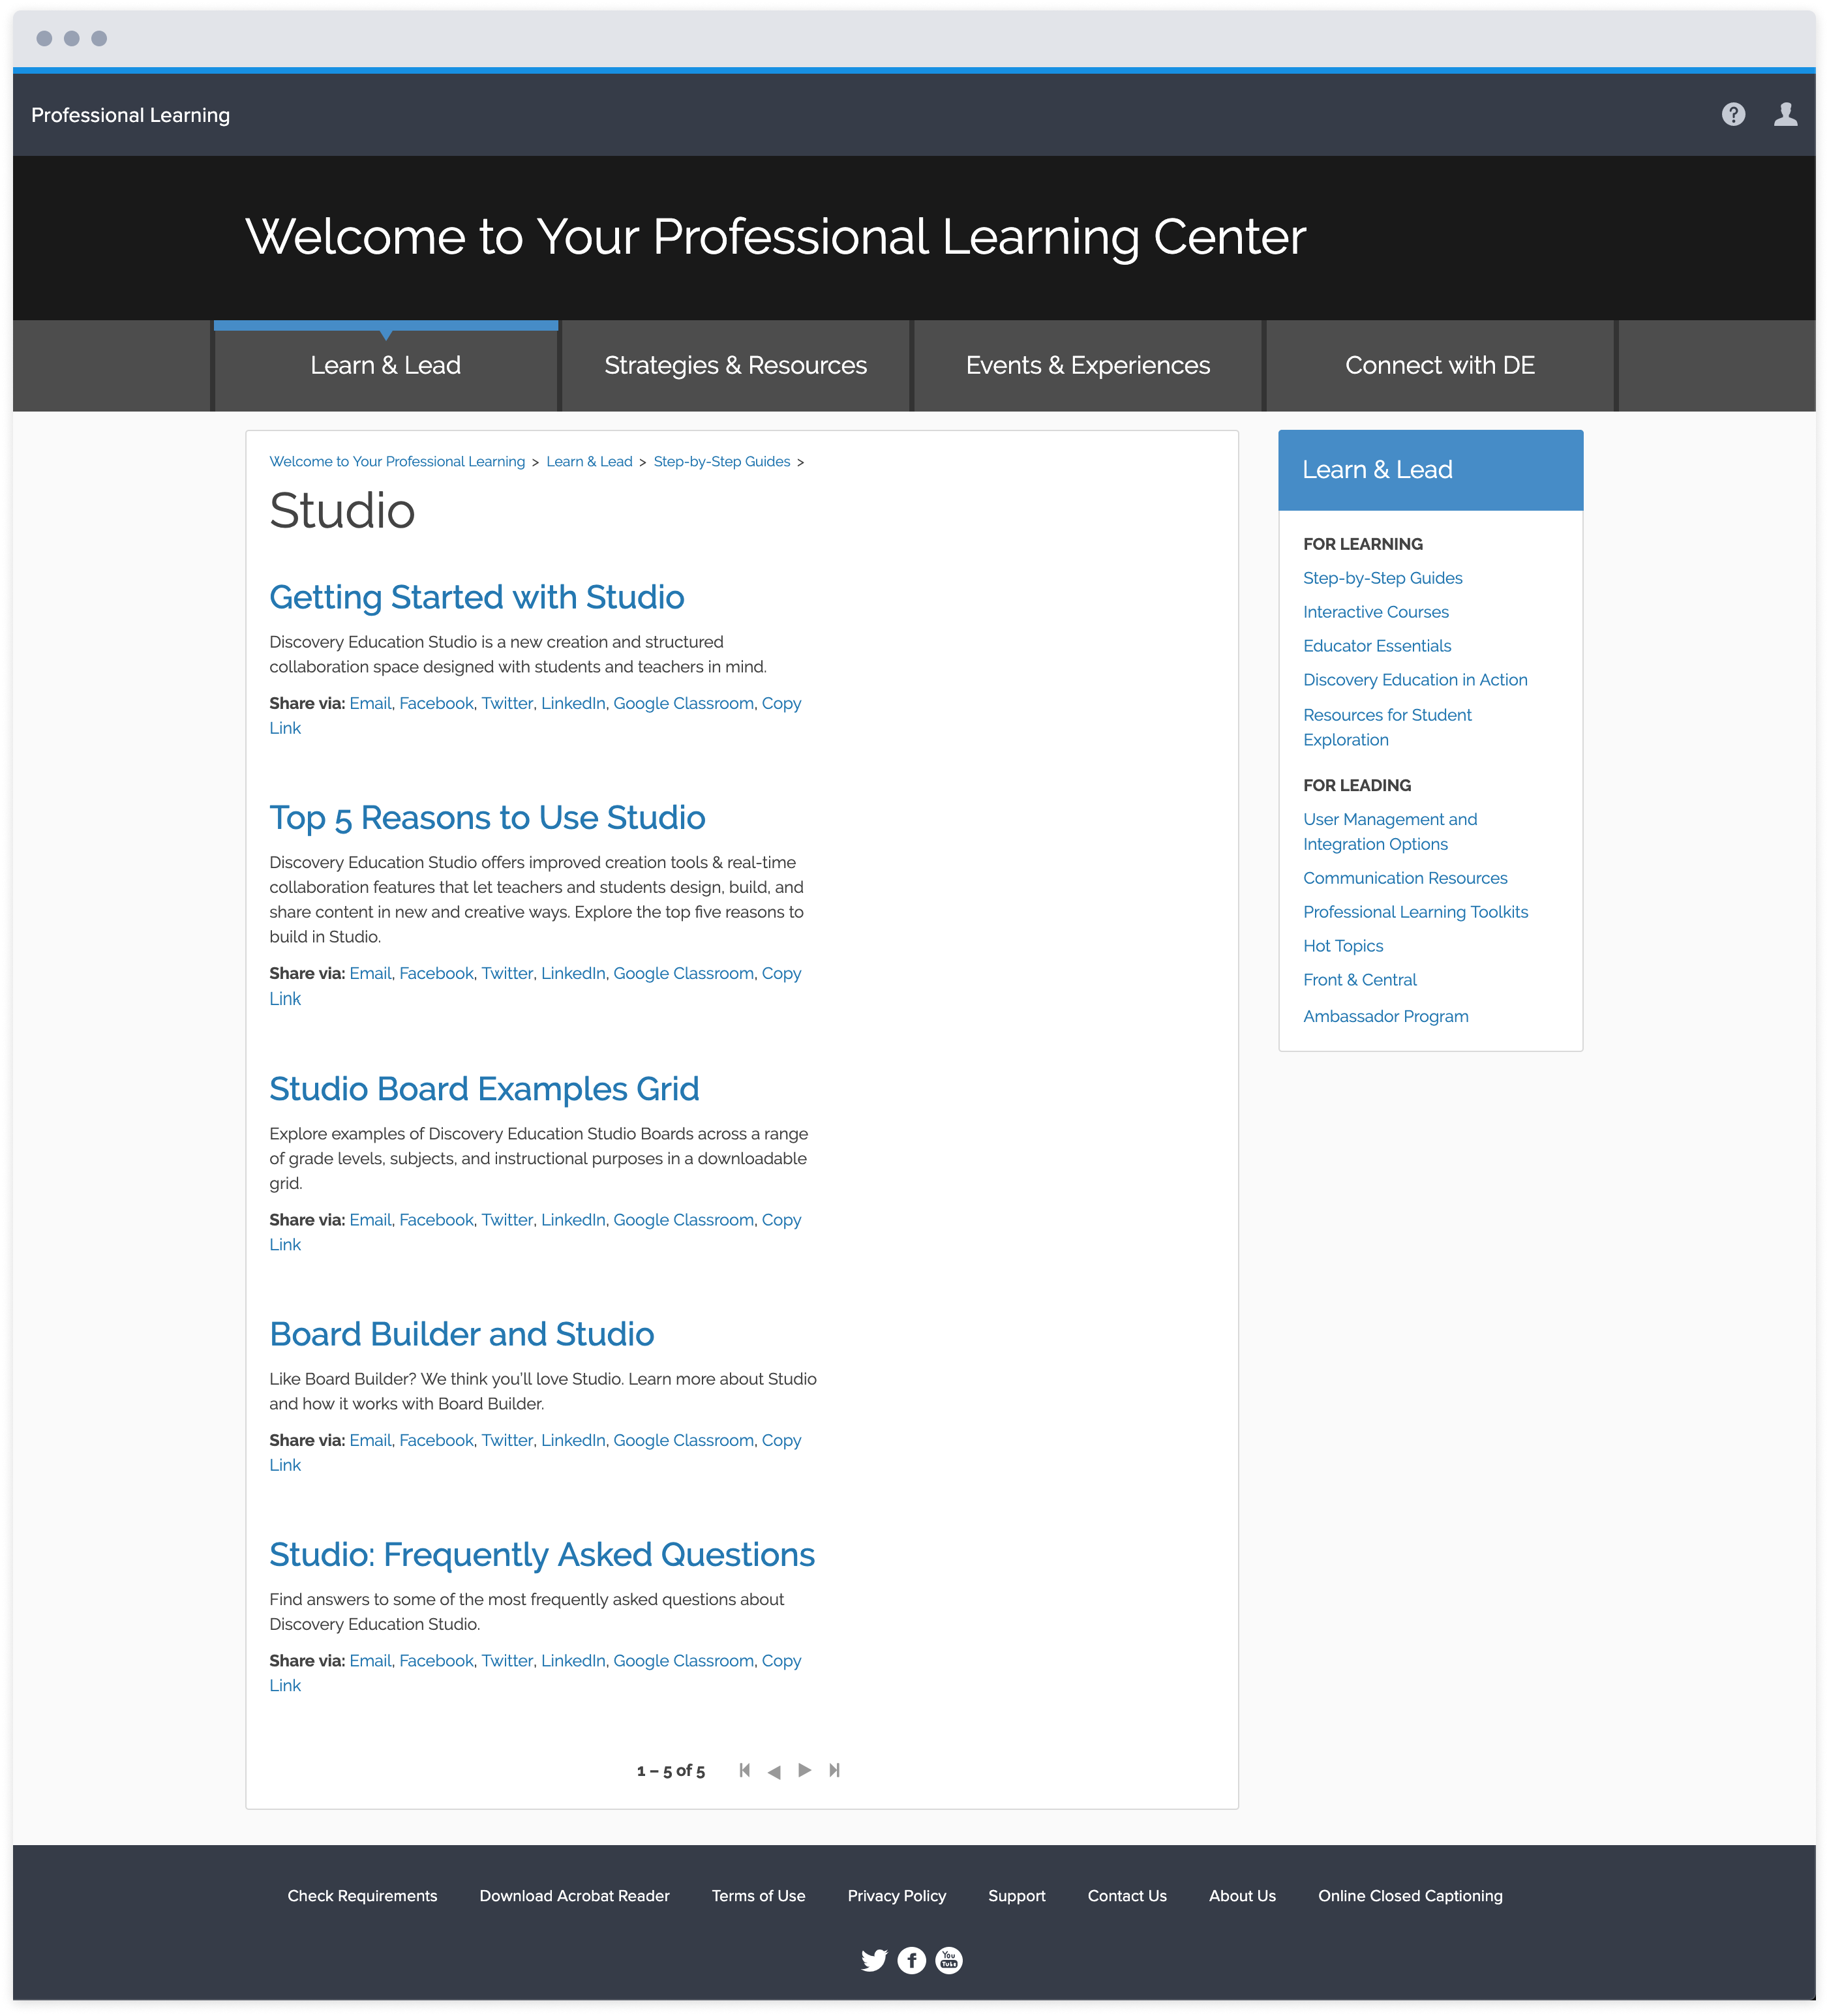 Professional Learning
?
Welcome to Your Professional Learning Center
Learn & Lead
Strategies & Resources
Events & Experiences
Connect with DE
Welcome to Your Professional Learning > Learn & Lead > Step-by-Step Guides >
Studio
Getting Started with Studio
Discovery Education Studio is a new creation and structured
collaboration space designed with students and teachers in mind.
Share via: Email, Facebook, Twitter, LinkedIn, Google Classroom, Copy
Link
Top 5 Reasons to Use Studio
Discovery Education Studio offers improved creation tools & real-time
collaboration features that let teachers and students design, build, and
share content in new and creative ways. Explore the top five reasons to
build in Studio.
Share via: Email, Facebook, Twitter, LinkedIn, Google Classroom, Copy
Link
Studio Board Examples Grid
Explore examples of Discovery Education Studio Boards across a range
of grade levels, subjects, and instructional purposes in a downloadable
grid.
Share via: Email, Facebook, Twitter, LinkedIn, Google Classroom, Copy
Link
Board Builder and Studio
Like Board Builder? We think you'll love Studio. Learn more about Studio
and how it works with Board Builder.
Share via: Email, Facebook, Twitter, LinkedIn, Google Classroom, Copy
Link
Studio: Frequently Asked Questions
Find answers to some of the most frequently asked questions about
Discovery Education Studio.
Share via: Email, Facebook, Twitter, LinkedIn, Google Classroom, Copy
Link
1 – 5 of 5
Learn & Lead
FOR LEARNING
Step-by-Step Guides
Interactive Courses
Educator Essentials
Discovery Education in Action
Resources for Student
Exploration
FOR LEADING
User Management and
Integration Options
Communication Resources
Professional Learning Toolkits
Hot Topics
Front & Central
Ambassador Program
Check Requirements
Download Acrobat Reader
Terms of Use
Privacy Policy
Support
Contact Us
About Us
Online Closed Captioning
f
You
Tube